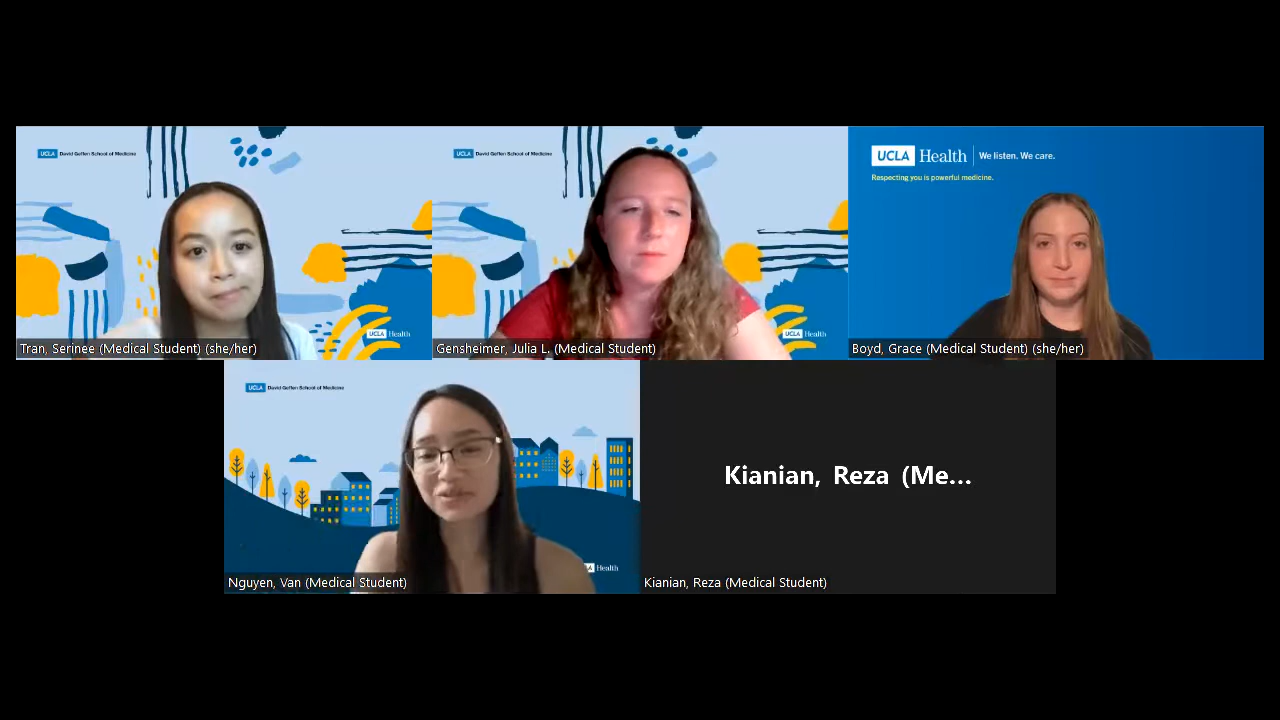 UCLA David Geffen School of Medicine
UCLA Health
Tran, Serinee (Medical Student) (she/her)
UCLA David Geffen School of Medicine
UCLA Health
Gensheimer, Julia L. (Medical Student)
UCLA Health We listen. We care.
Respecting you is powerful medicine.
Boyd, Grace (Medical Student) (she/her)
UCLA David Geffen School of Medicine
LA Health
Nguyen, Van (Medical Student)
Kianian, Reza (Me...
Kianian, Reza (Medical Student)